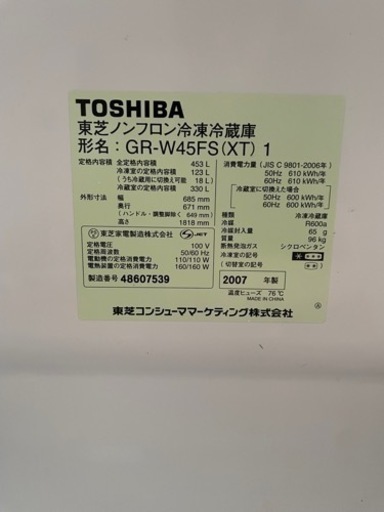 TOSHIBA
東芝ノンフロン冷凍冷蔵庫
形名：GR-W45FS(XT) 1
定格内容積 全定格内容積 453 L
冷凍室の定格内容積 123 L
(うち冷蔵用に切換え可能 18 L)
冷蔵室の定格内容積 330 L
外形寸法 幅 685 mm
奥行 671 mm
(ハンドル・調整脚除く 649 mm)
高さ 1818 mm
東芝家電製造株式会社 S JET
定格電圧 100 V
定格周波数 50/60 Hz
電動機の定格消費電力 110/110 W
電熱装置の定格消費電力 160/160 W
製造番号 48607539
消費電力量 (JIS C 9801-2006年)
50Hz 610 kWh/年
60Hz 610 kWh/年
(冷蔵室に切換えた場合)
50Hz 600 kWh/年
60Hz 600 kWh/年
種類 冷凍冷蔵庫
冷媒 R600a
冷媒封入量 65 g
質量 96 kg
断熱発泡ガス シクロペンタン
冷凍室の記号
(切替室の記号)
2007 年製
温度ヒューズ 76℃
MADE IN CHINA
東芝コンシューママーケティング株式会社